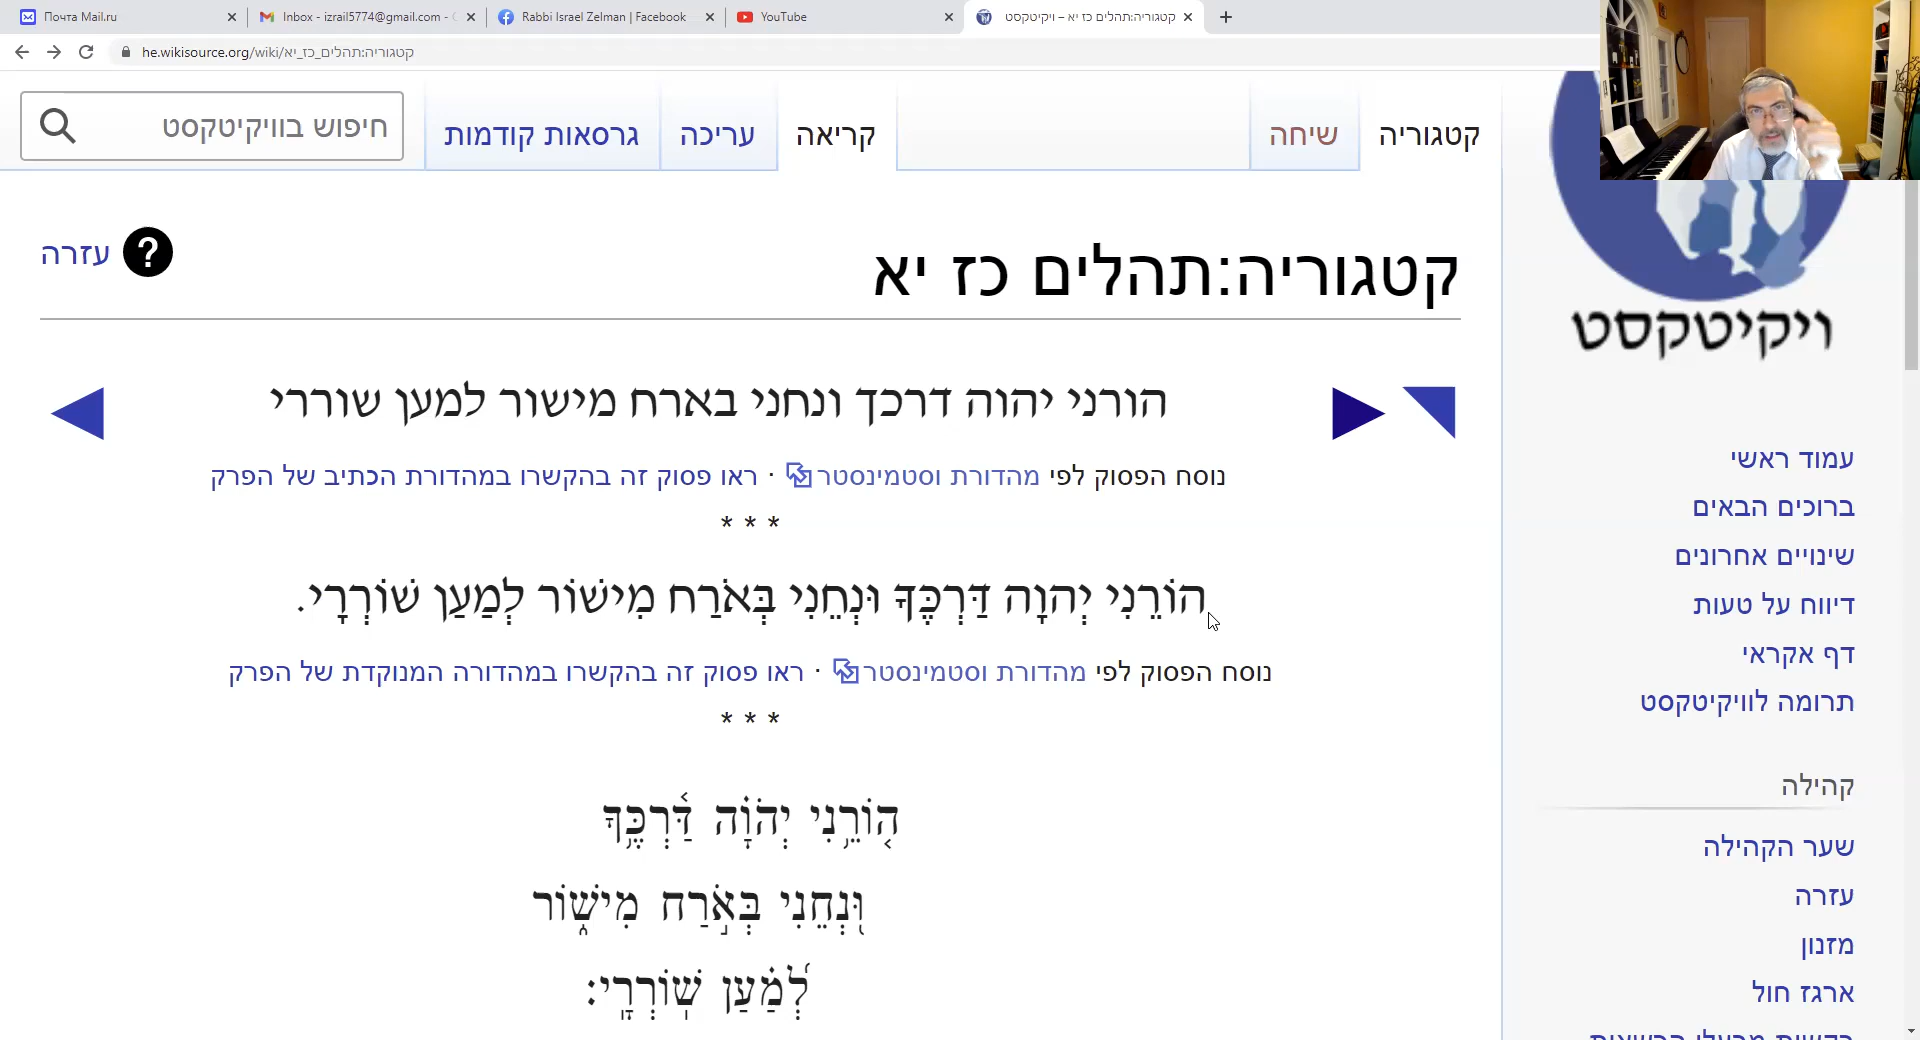 Почта Mail.ru
Inbox - izrail5774@gmail.com -
Rabbi Israel Zelman | Facebook
YouTube
קטגוריה:תהלים כז יא – ויקיטקסט
he.wikisource.org/wiki/קטגוריה:תהלים_כז_יא
קטגוריה
שיחה
קריאה
עריכה
גרסאות קודמות
חיפוש בוויקיטקסט
קטגוריה:תהלים כז יא
עזרה
?
הורני יהוה דרכך ונחני בארח מישור למען שוררי
נוסח הפסוק לפי מהדורת וסטמינסטר · ראו פסוק זה בהקשרו במהדורת הכתיב של הפרק
* * *
הוֹרֵנִי יְהוָה דַּרְכֶּךָ וּנְחֵנִי בְּאֹרַח מִישׁוֹר לְמַעַן שׁוֹרְרָי.
נוסח הפסוק לפי מהדורת וסטמינסטר · ראו פסוק זה בהקשרו במהדורה המנוקדת של הפרק
* * *
ה֤וֹרֵ֥נִי יְהֹוָ֗ה דַּ֫רְכֶּ֥ךָ
וּ֭נְחֵנִי בְּאֹ֣רַח מִישׁ֑וֹר
לְ֝מַ֗עַן שֽׁוֹרְרָֽי׃
ויקיטקסט
עמוד ראשי
ברוכים הבאים
שינויים אחרונים
דיווח על טעות
דף אקראי
תרומה לוויקיטקסט
קהילה
שער הקהילה
עזרה
מזנון
ארגז חול